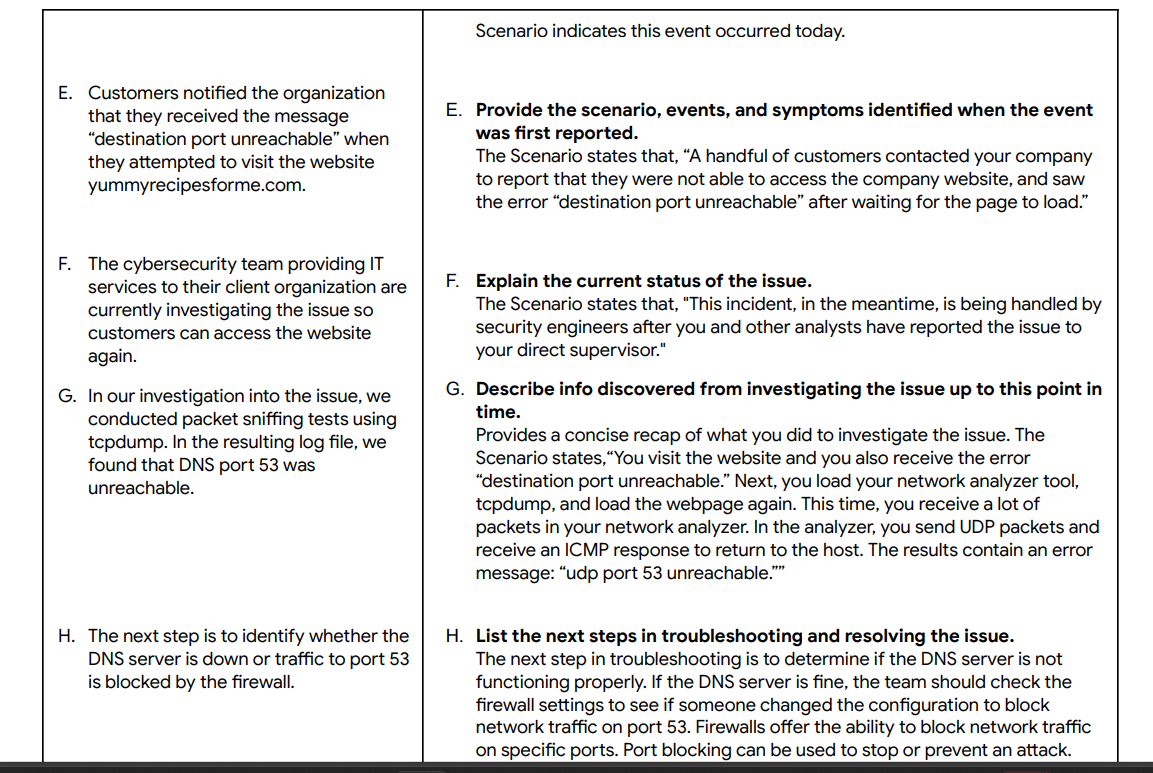 Scenario indicates this event occurred today.
E. Customers notified the organization
that they received the message
“destination port unreachable” when
they attempted to visit the website
yummyrecipesforme.com.
E. Provide the scenario, events, and symptoms identified when the event
was first reported.
The Scenario states that, “A handful of customers contacted your company
to report that they were not able to access the company website, and saw
the error “destination port unreachable” after waiting for the page to load.”
F. The cybersecurity team providing IT
services to their client organization are
currently investigating the issue so
customers can access the website
again.
F. Explain the current status of the issue.
The Scenario states that, "This incident, in the meantime, is being handled by
security engineers after you and other analysts have reported the issue to
your direct supervisor."
G. In our investigation into the issue, we
conducted packet sniffing tests using
tcpdump. In the resulting log file, we
found that DNS port 53 was
unreachable.
G. Describe info discovered from investigating the issue up to this point in
time.
Provides a concise recap of what you did to investigate the issue. The
Scenario states,“You visit the website and you also receive the error
“destination port unreachable.” Next, you load your network analyzer tool,
tcpdump, and load the webpage again. This time, you receive a lot of
packets in your network analyzer. In the analyzer, you send UDP packets and
receive an ICMP response to return to the host. The results contain an error
message: “udp port 53 unreachable.””
H. The next step is to identify whether the
DNS server is down or traffic to port 53
is blocked by the firewall.
H. List the next steps in troubleshooting and resolving the issue.
The next step in troubleshooting is to determine if the DNS server is not
functioning properly. If the DNS server is fine, the team should check the
firewall settings to see if someone changed the configuration to block
network traffic on port 53. Firewalls offer the ability to block network traffic
on specific ports. Port blocking can be used to stop or prevent an attack.